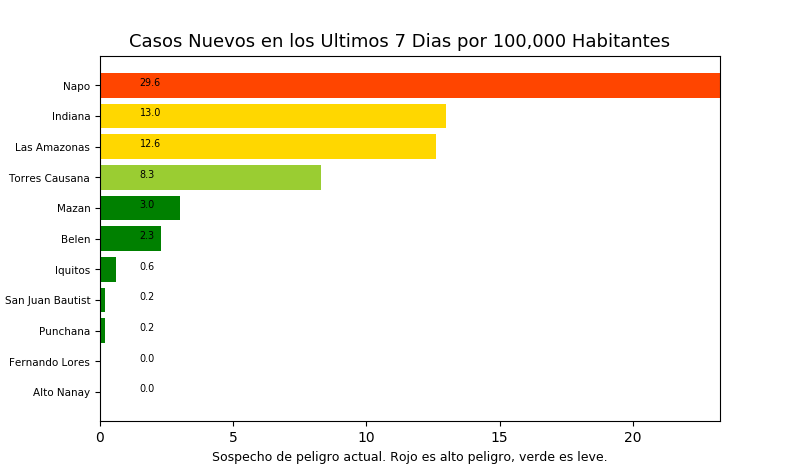 Casos Nuevos en los Ultimos 7 Dias por 100,000 Habitantes
Napo 29.6
Indiana 13.0
Las Amazonas 12.6
Torres Causana 8.3
Mazan 3.0
Belen 2.3
Iquitos 0.6
San Juan Bautist 0.2
Punchana 0.2
Fernando Lores 0.0
Alto Nanay 0.0
0 5 10 15 20
Sospecho de peligro actual. Rojo es alto peligro, verde es leve.